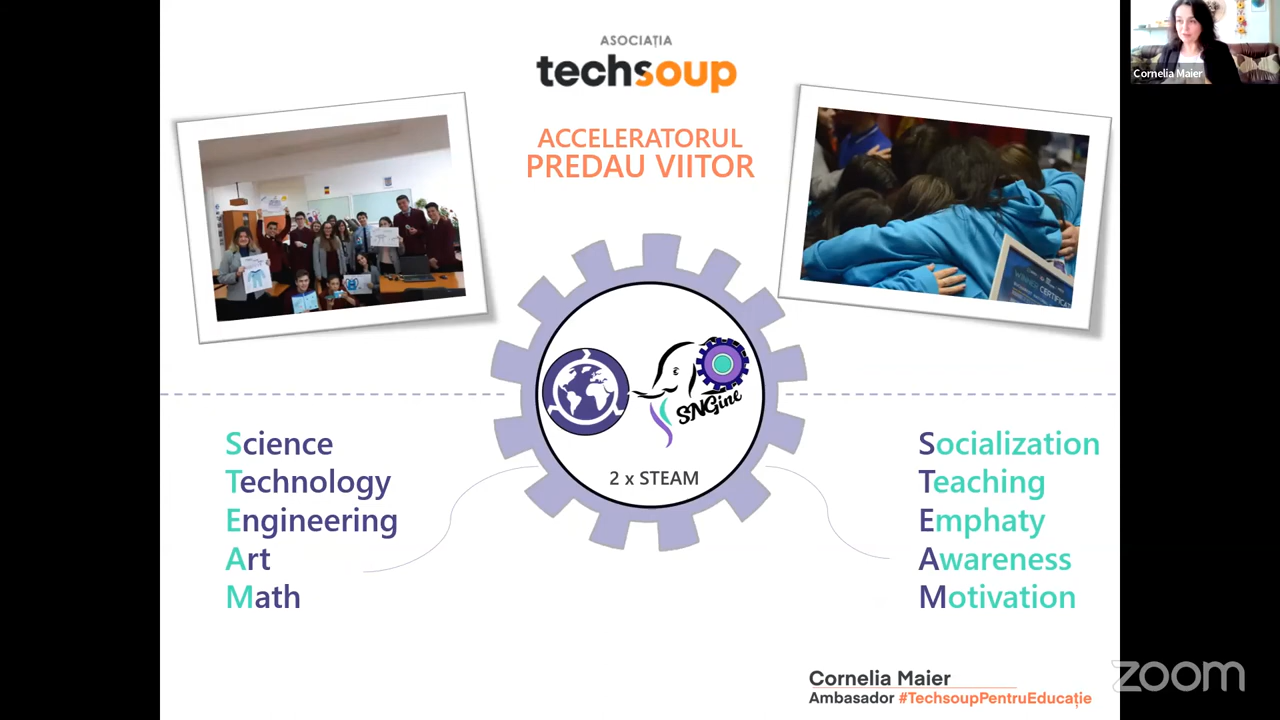 ASOCIAȚIA
techsoup
ACCELERATORUL
PREDAU VIITOR
Cornelia Maier
SNGine
2 x STEAM
Science
Technology
Engineering
Art
Math
Socialization
Teaching
Emphaty
Awareness
Motivation
Cornelia Maier
Ambasador #TechsoupPentruEducație
zoom